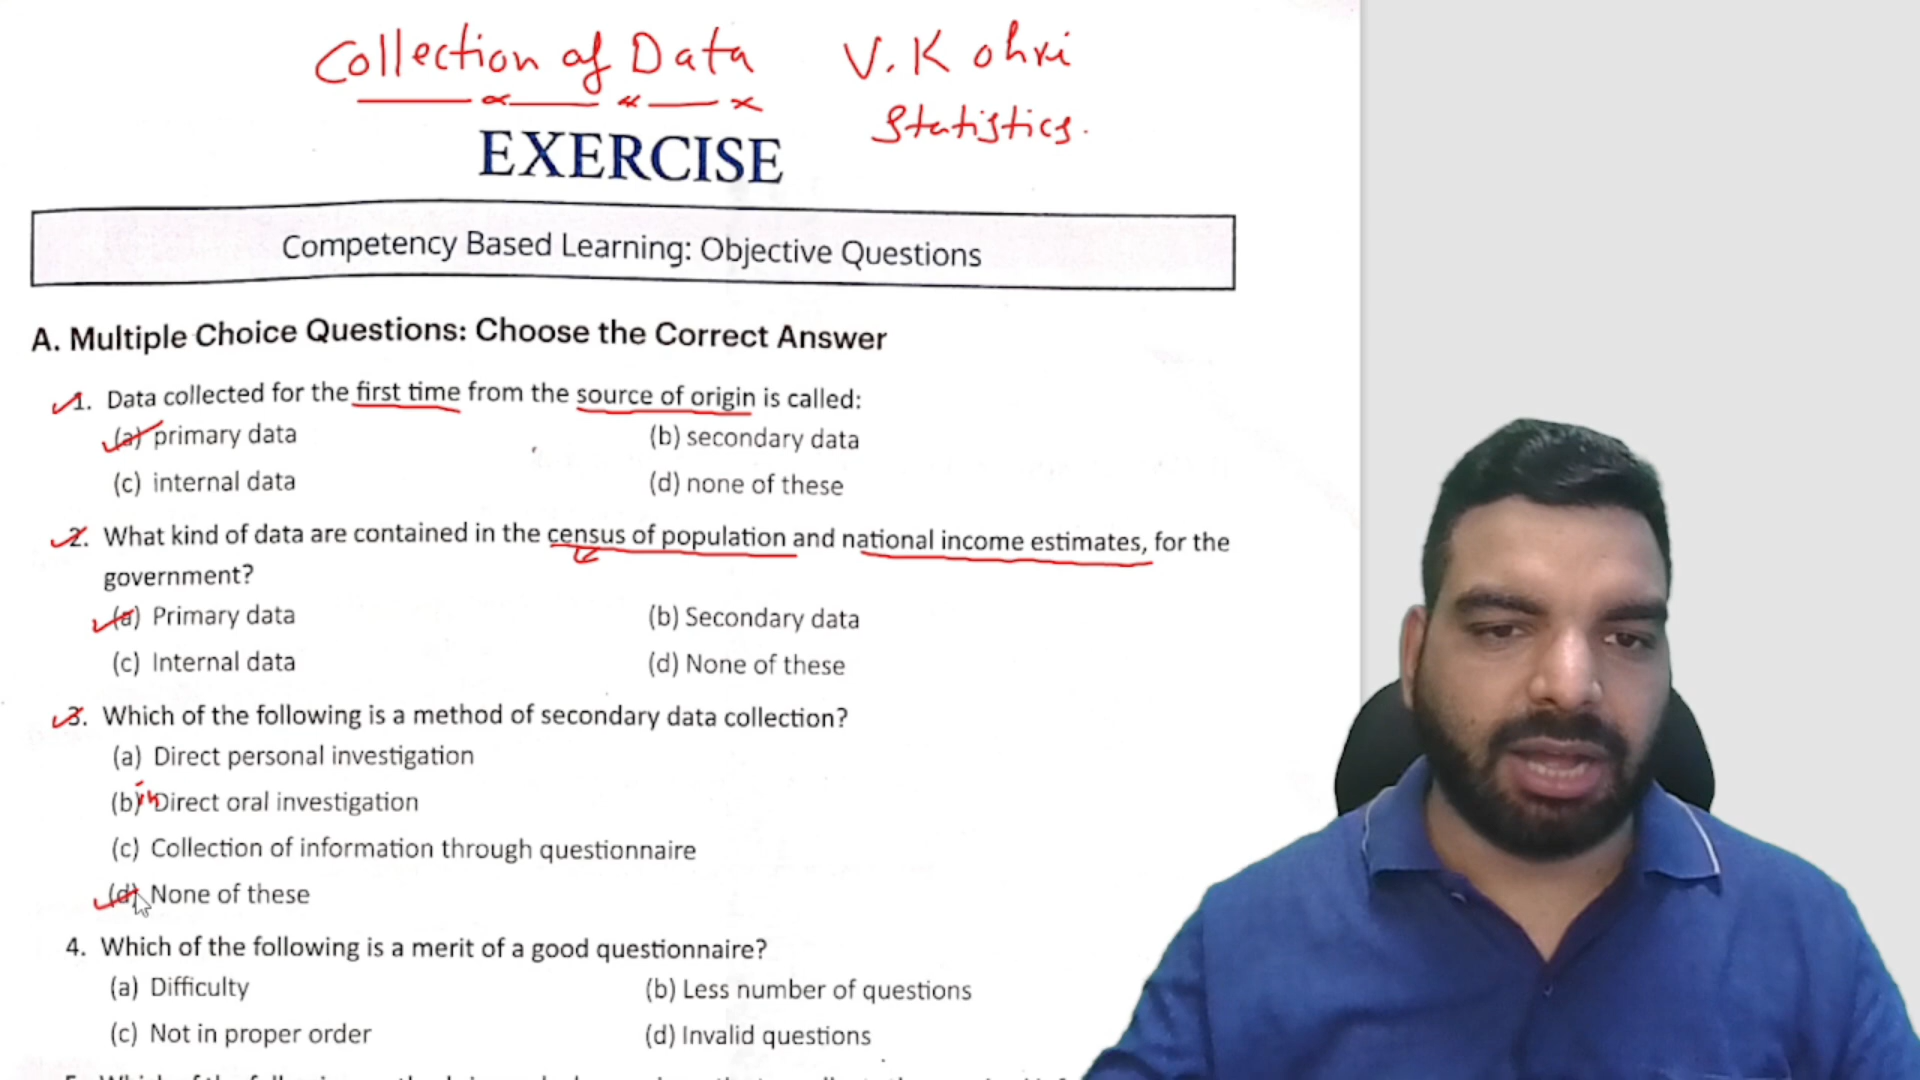 Collection of Data V.K ohri
Statistics.
EXERCISE
Competency Based Learning: Objective Questions
A. Multiple Choice Questions: Choose the Correct Answer
1. Data collected for the first time from the source of origin is called:
(a) primary data (b) secondary data
(c) internal data (d) none of these
2. What kind of data are contained in the census of population and national income estimates, for the
government?
(a) Primary data (b) Secondary data
(c) Internal data (d) None of these
3. Which of the following is a method of secondary data collection?
(a) Direct personal investigation
(b) in Direct oral investigation
(c) Collection of information through questionnaire
(d) None of these
4. Which of the following is a merit of a good questionnaire?
(a) Difficulty (b) Less number of questions
(c) Not in proper order (d) Invalid questions